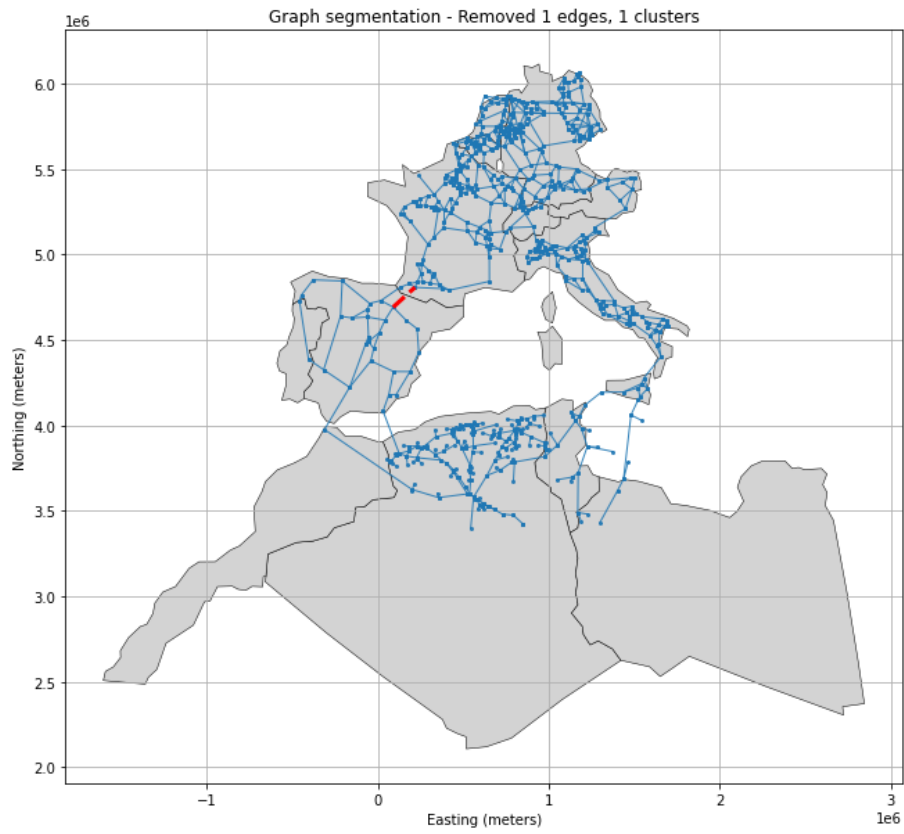 Graph segmentation - Removed 1 edges, 1 clusters
1e6
6.0
5.5
5.0
4.5
4.0
3.5
3.0
2.5
2.0
Northing (meters)
−1
0
1
2
3
Easting (meters)
1e6